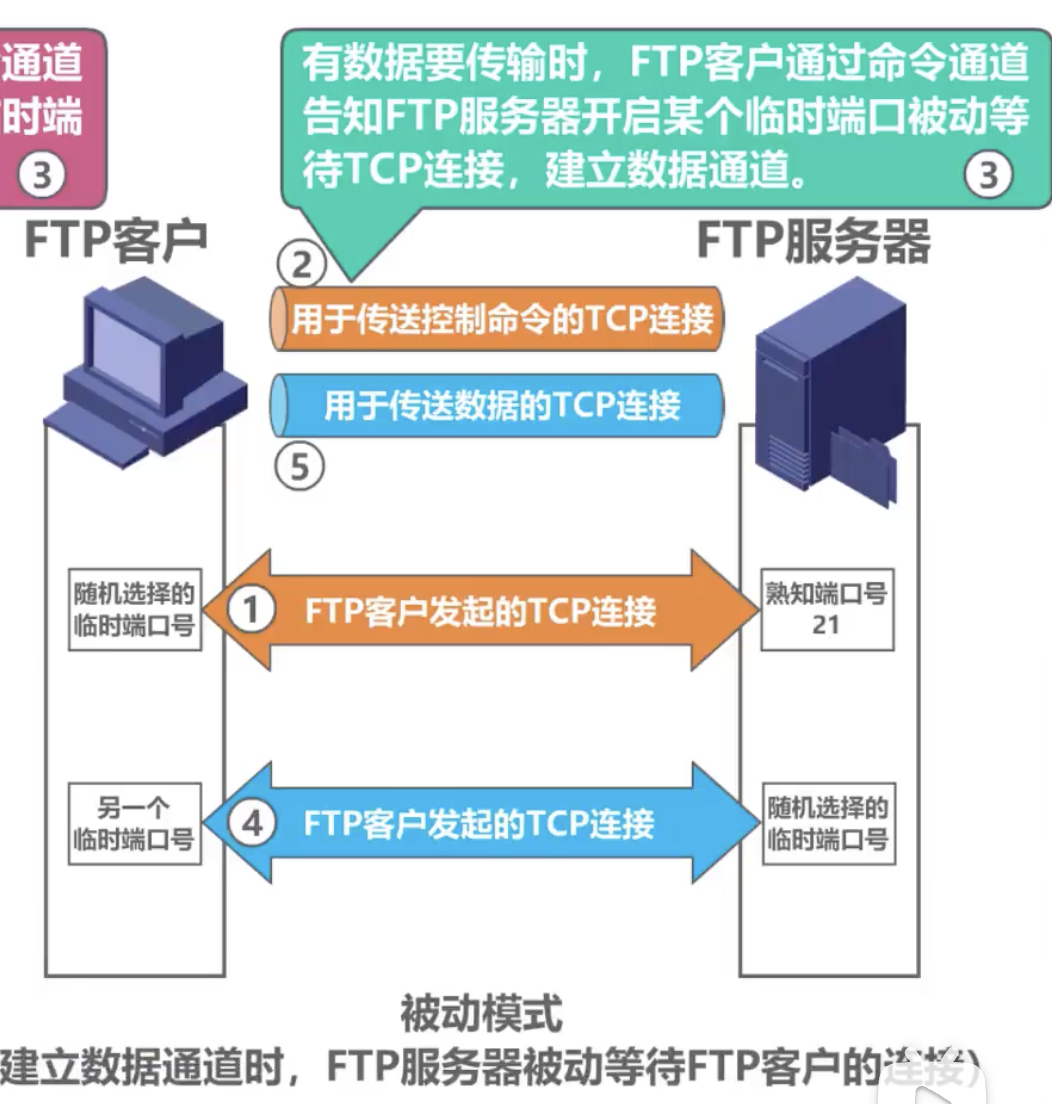 通道
时端
③
有数据要传输时，FTP客户通过命令通道
告知FTP服务器开启某个临时端口被动等
待TCP连接，建立数据通道。
③
FTP客户
FTP服务器
②
用于传送控制命令的TCP连接
用于传送数据的TCP连接
⑤
随机选择的
临时端口号
①
FTP客户发起的TCP连接
熟知端口号
21
另一个
临时端口号
④
FTP客户发起的TCP连接
随机选择的
临时端口号
被动模式
建立数据通道时，FTP服务器被动等待FTP客户的连接)